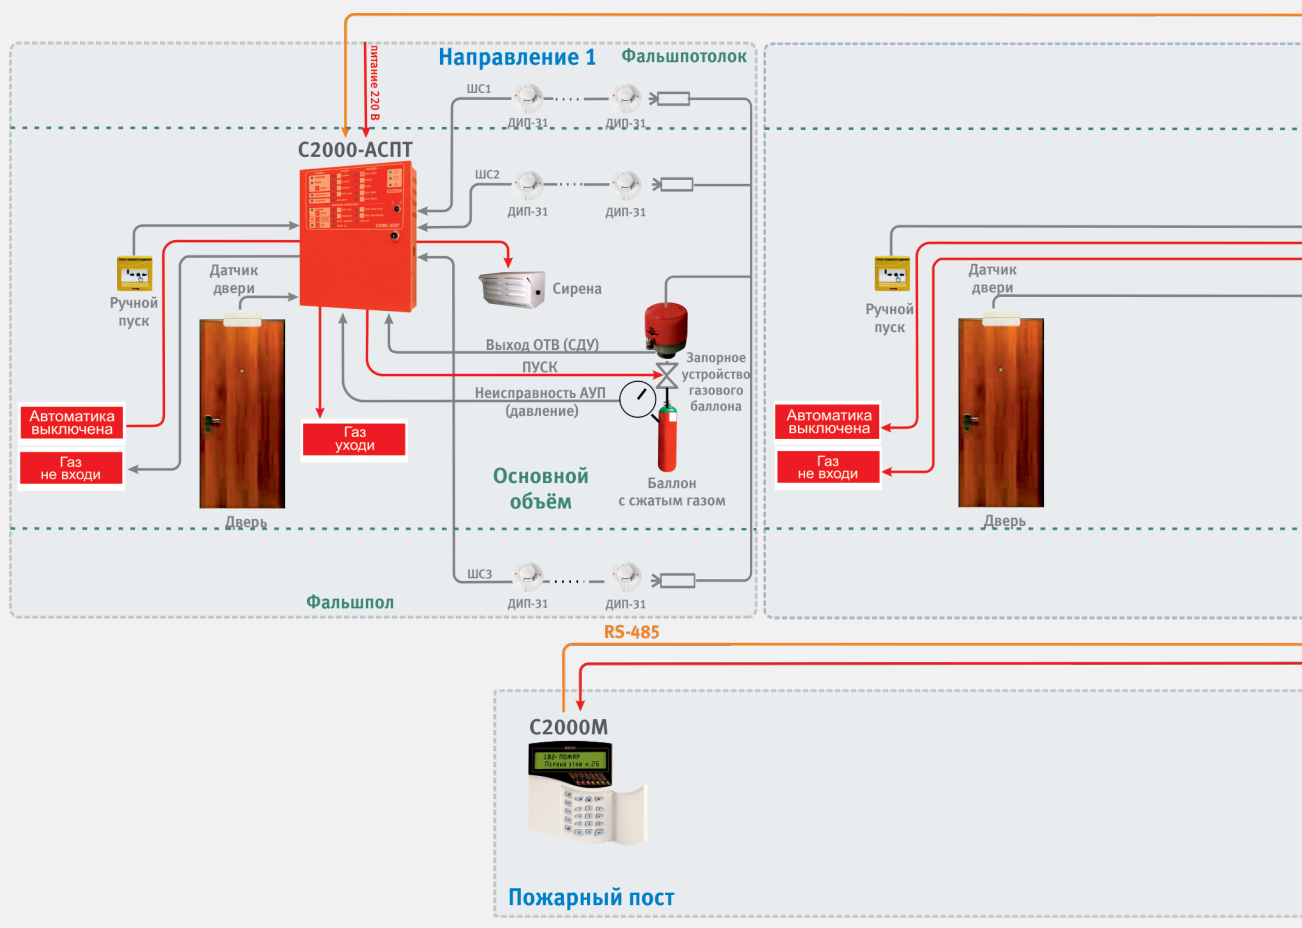 питание 220 В
Направление 1
Фальшпотолок
ШС1
ДИП-31
ДИП-31
С2000-АСПТ
ШС2
ДИП-31
ДИП-31
Ручной
пуск
Датчик
двери
Сирена
Выход ОТВ (СДУ)
ПУСК
Неисправность АУП
(давление)
Запорное
устройство
газового
баллона
Автоматика
выключена
Газ
не входи
Газ
уходи
Основной
объём
Баллон
с сжатым газом
Дверь
ШС3
ДИП-31
ДИП-31
Фальшпол
Ручной
пуск
Датчик
двери
Автоматика
выключена
Газ
не входи
Дверь
RS-485
С2000М
Пожарный пост